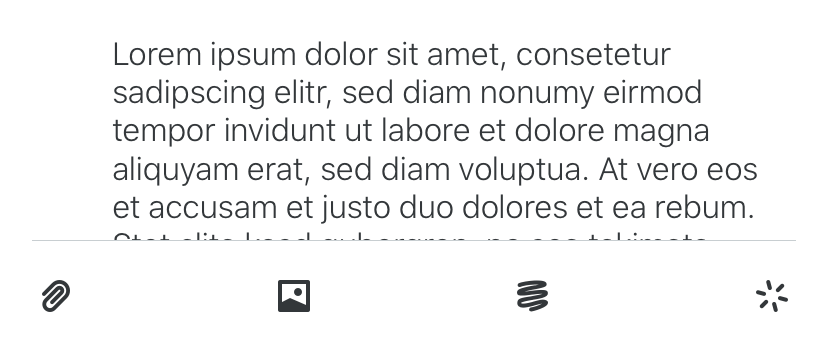 Lorem ipsum dolor sit amet, consetetur
sadipscing elitr, sed diam nonumy eirmod
tempor invidunt ut labore et dolore magna
aliquyam erat, sed diam voluptua. At vero eos
et accusam et justo duo dolores et ea rebum.